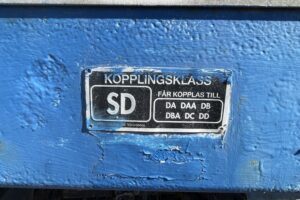 KOPPLINGSKLASS
SD
FÅR KOPPLAS TILL
DA DAA DB
DBA DC DD